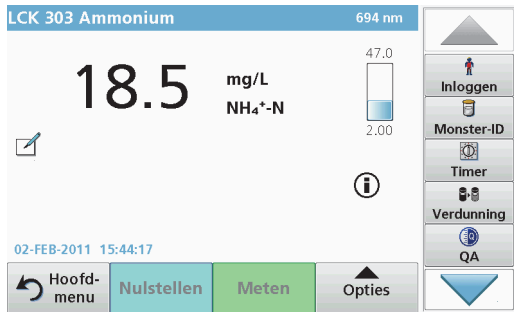 LCK 303 Ammonium 694 nm
47.0
18.5 mg/L
NH₄⁺-N
2.00
02-FEB-2011 15:44:17
Hoofd-
menu
Nulstellen
Meten
Opties
Inloggen
Monster-ID
Timer
Verdunning
QA